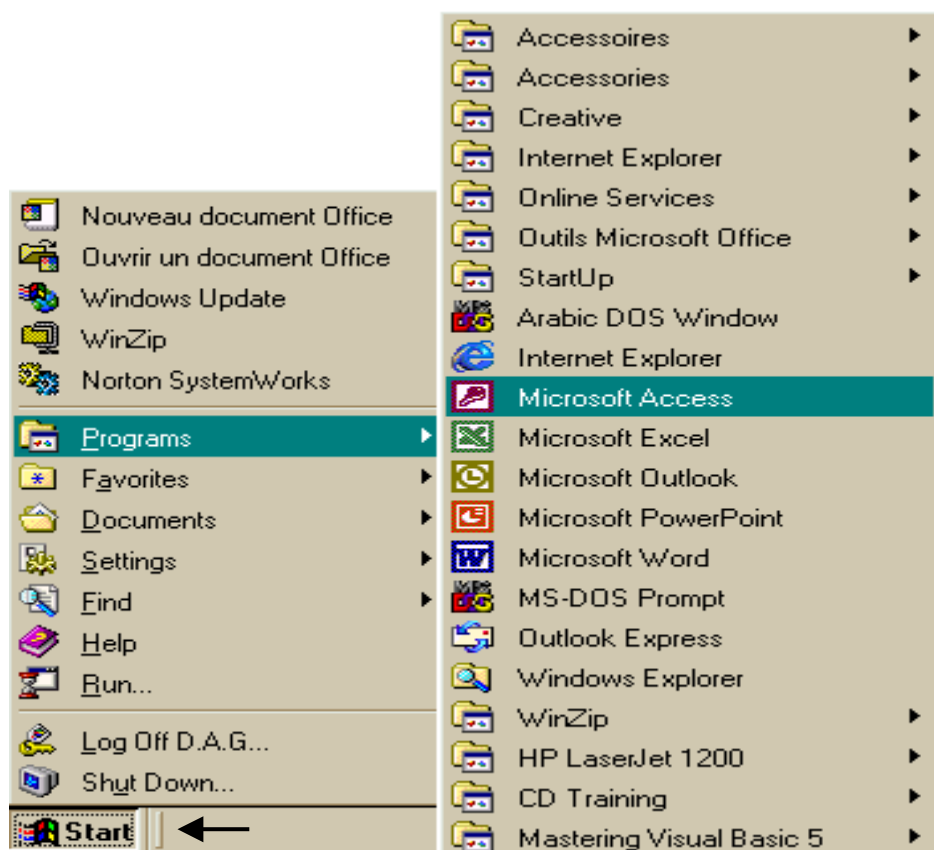 Nouveau document Office
Ouvrir un document Office
Windows Update
WinZip
Norton SystemWorks
Programs
Favorites
Documents
Settings
Find
Help
Run...
Log Off D.A.G...
Shut Down...
Start
Accessoires
Accessories
Creative
Internet Explorer
Online Services
Outils Microsoft Office
StartUp
Arabic DOS Window
Internet Explorer
Microsoft Access
Microsoft Excel
Microsoft Outlook
Microsoft PowerPoint
Microsoft Word
MS-DOS Prompt
Outlook Express
Windows Explorer
WinZip
HP LaserJet 1200
CD Training
Mastering Visual Basic 5